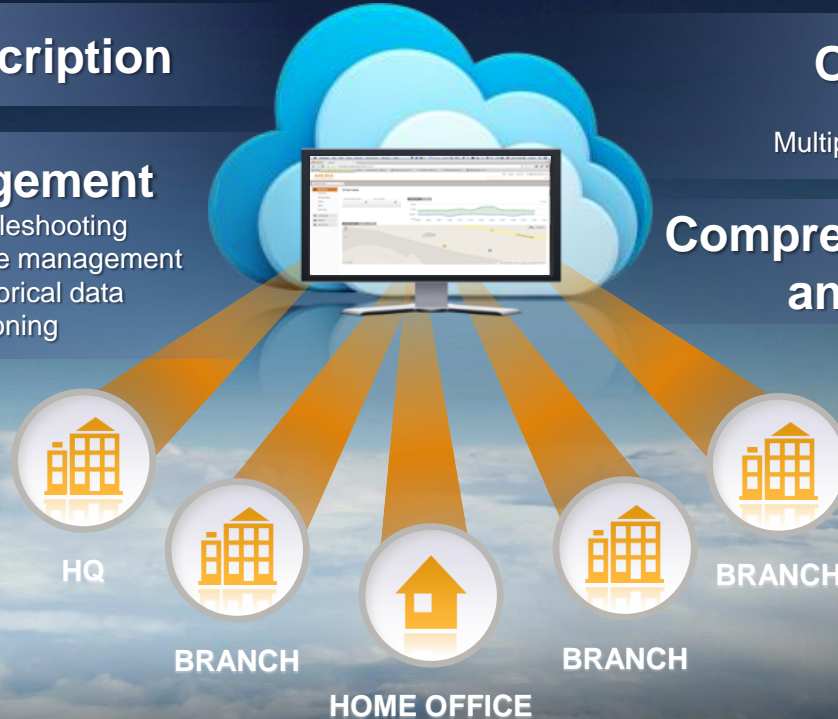 cription
gement
leshooting
e management
orical data
oning
C
Multip
Compre
an
HQ
BRANCH
HOME OFFICE
BRANCH
BRANCH